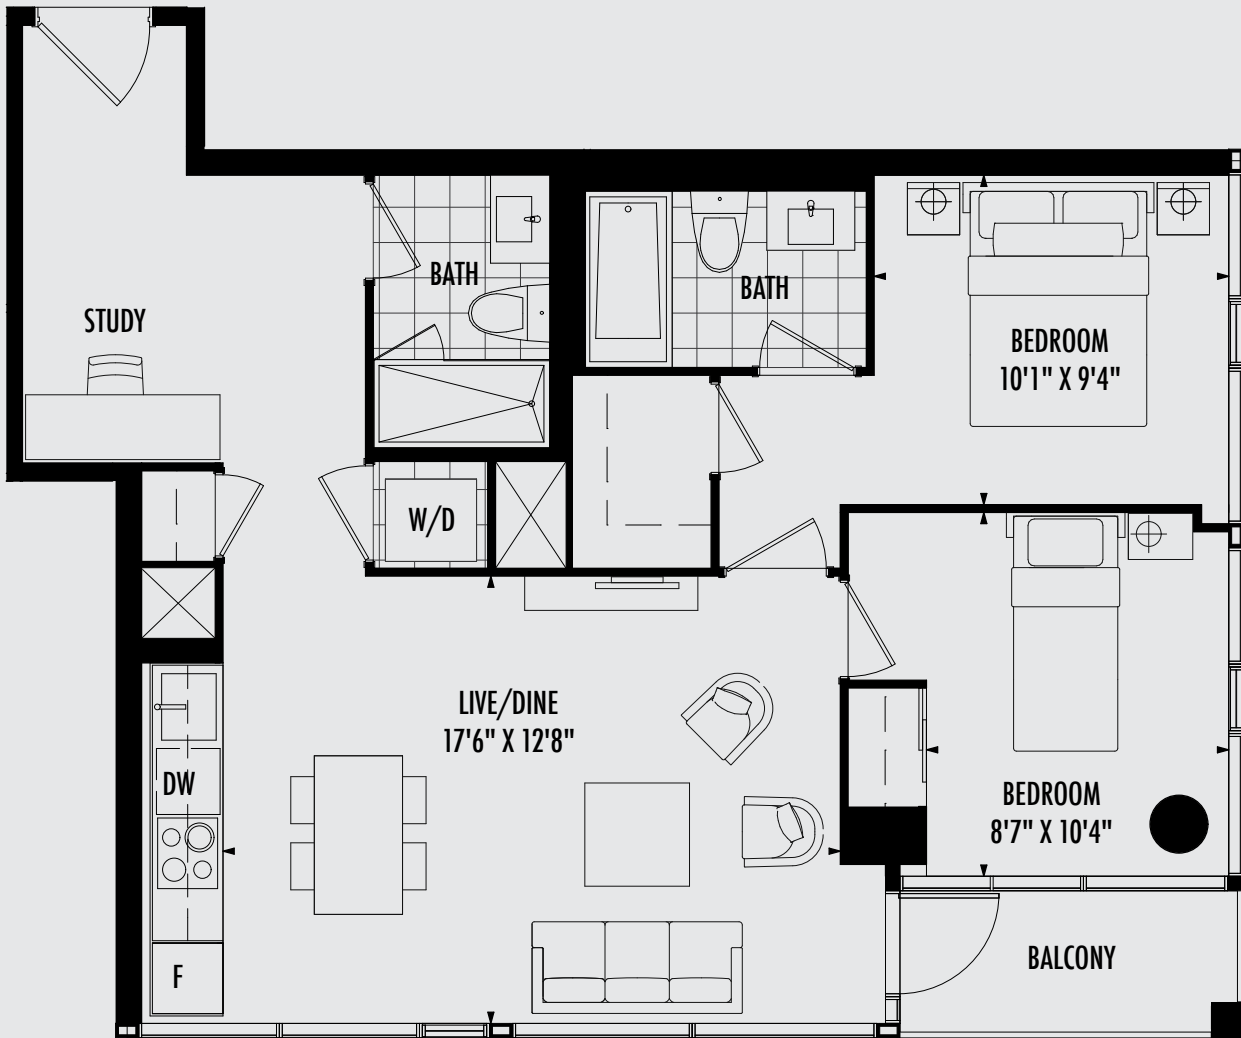 BATH
BATH
STUDY
BEDROOM
10'1" X 9'4"
W/D
LIVE/DINE
17'6" X 12'8"
DW
BEDROOM
8'7" X 10'4"
F
BALCONY